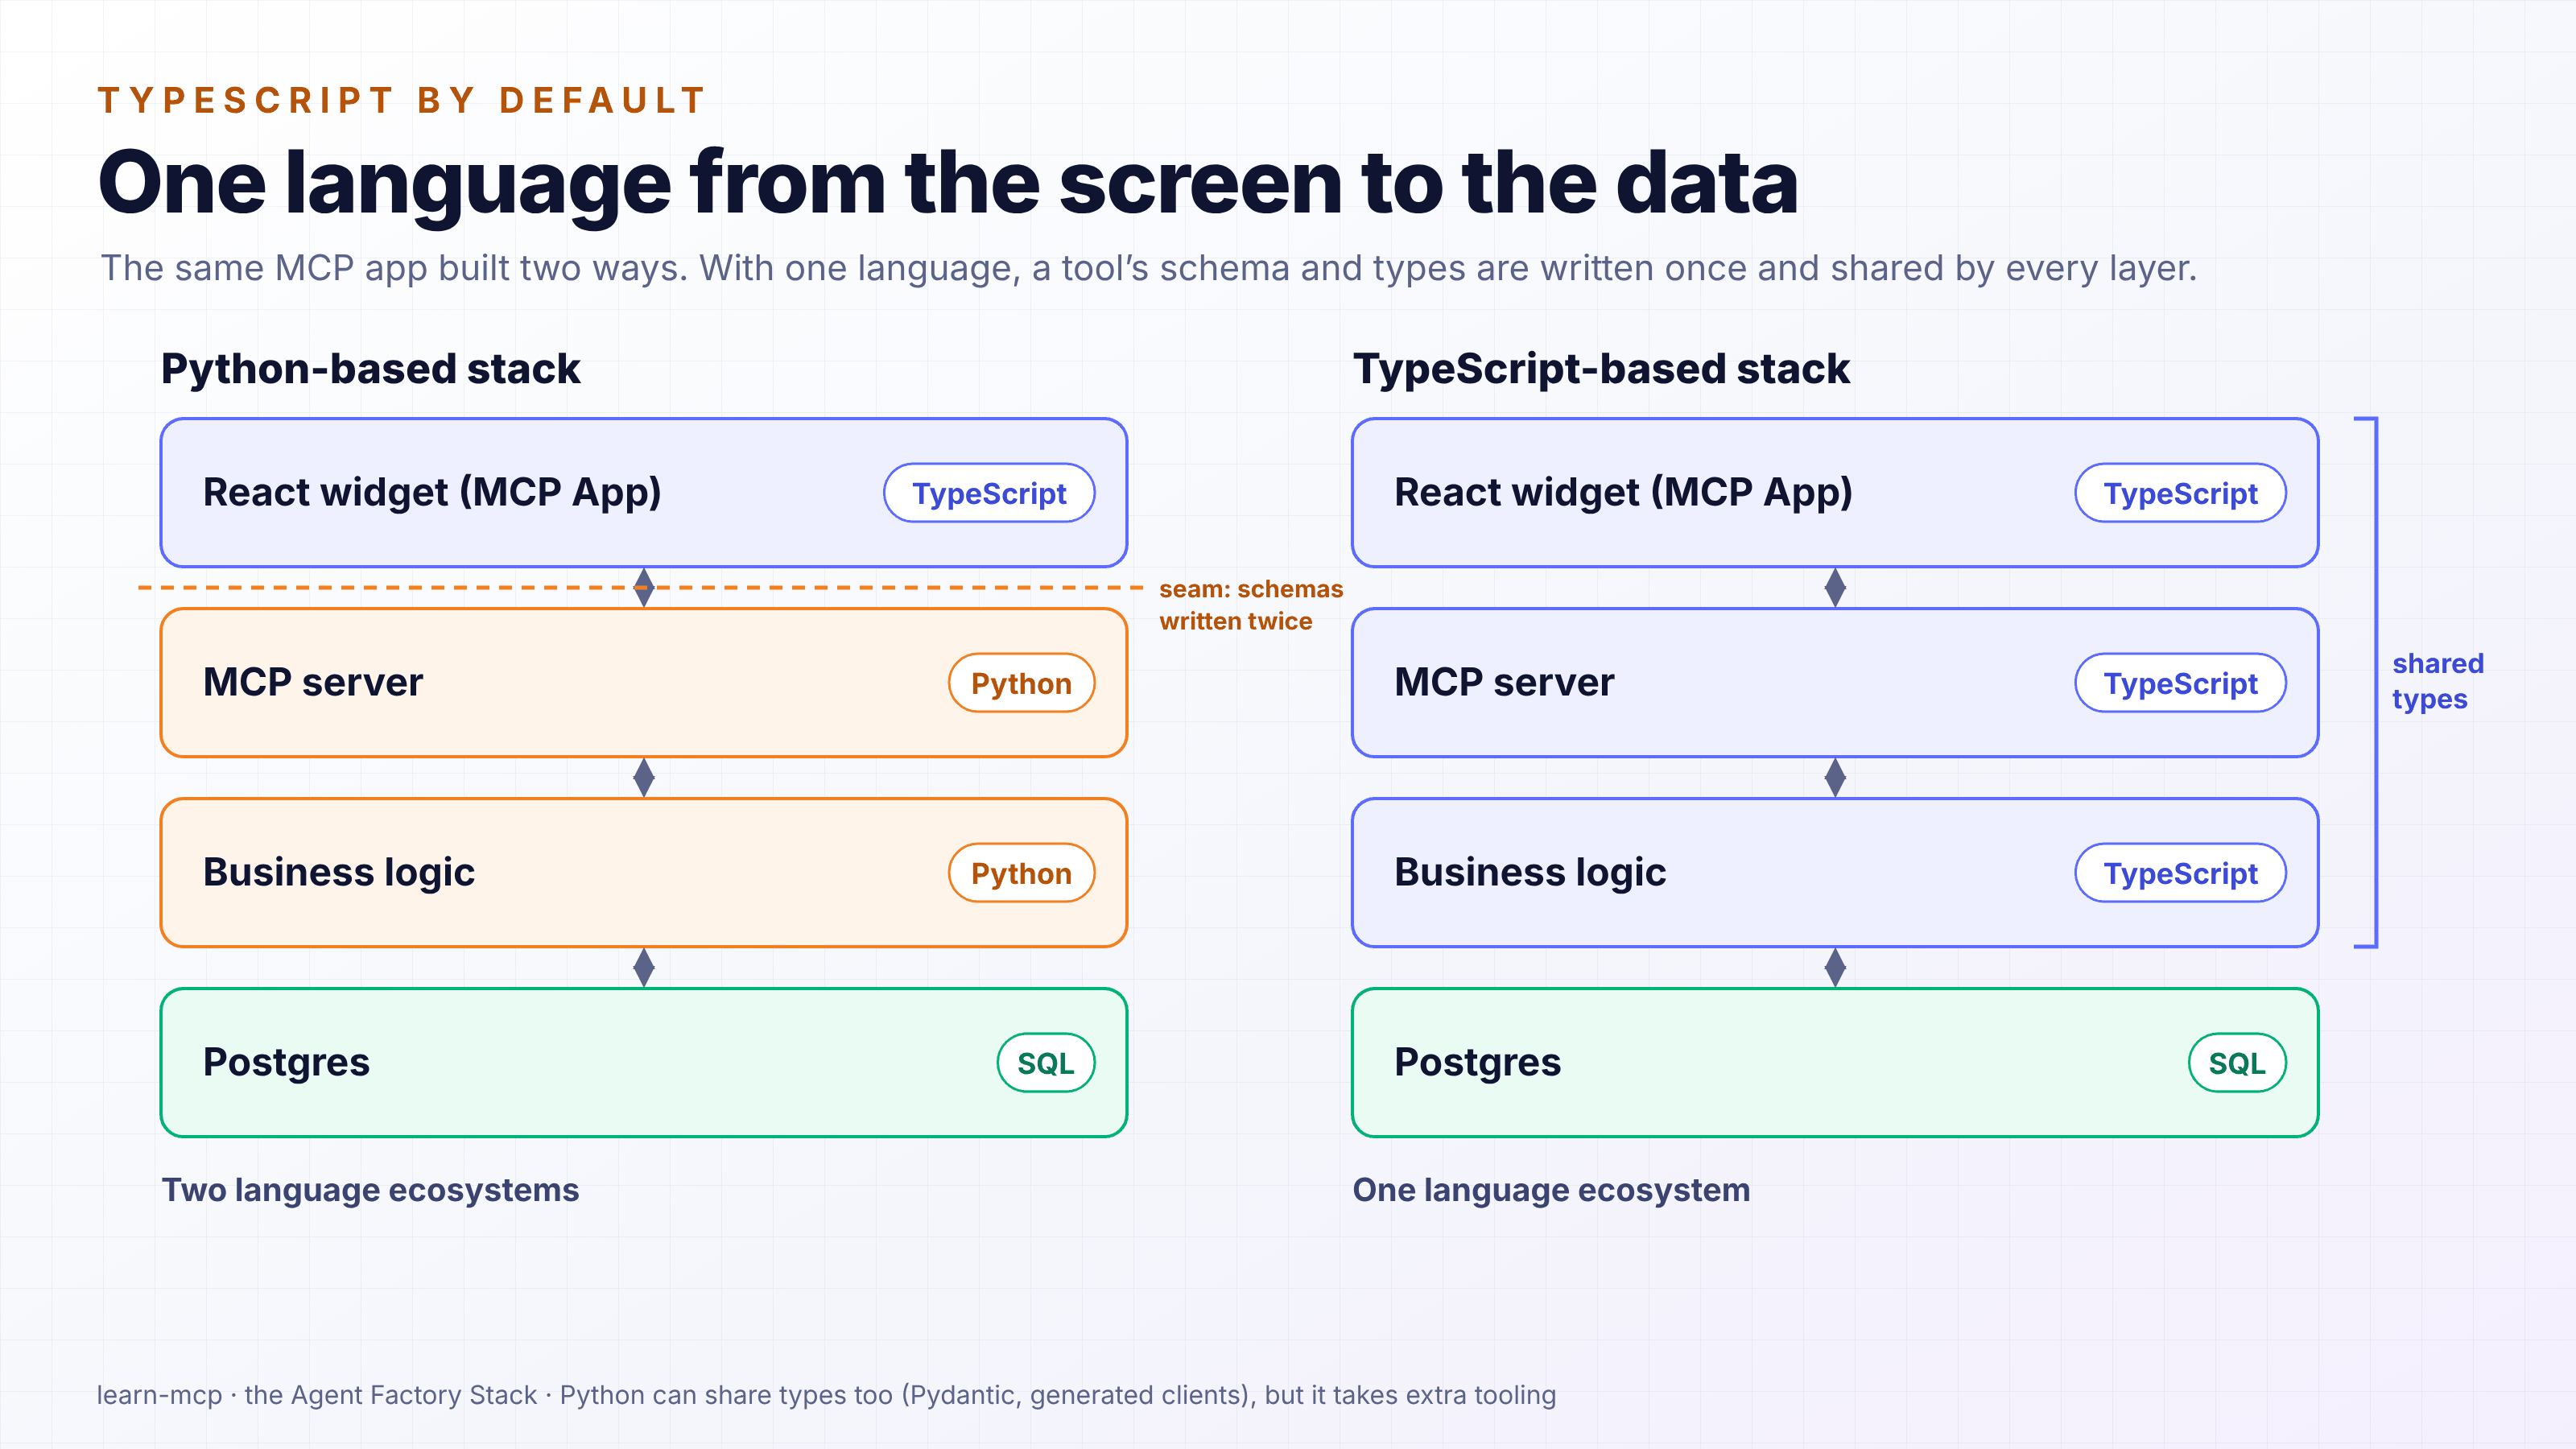 TYPESCRIPT BY DEFAULT
One language from the screen to the data
The same MCP app built two ways. With one language, a tool’s schema and types are written once and shared by every layer.
Python-based stack
React widget (MCP App)
TypeScript
seam: schemas
written twice
MCP server
Python
Business logic
Python
Postgres
SQL
Two language ecosystems
TypeScript-based stack
React widget (MCP App)
TypeScript
MCP server
TypeScript
Business logic
TypeScript
shared
types
Postgres
SQL
One language ecosystem
learn-mcp · the Agent Factory Stack · Python can share types too (Pydantic, generated clients), but it takes extra tooling